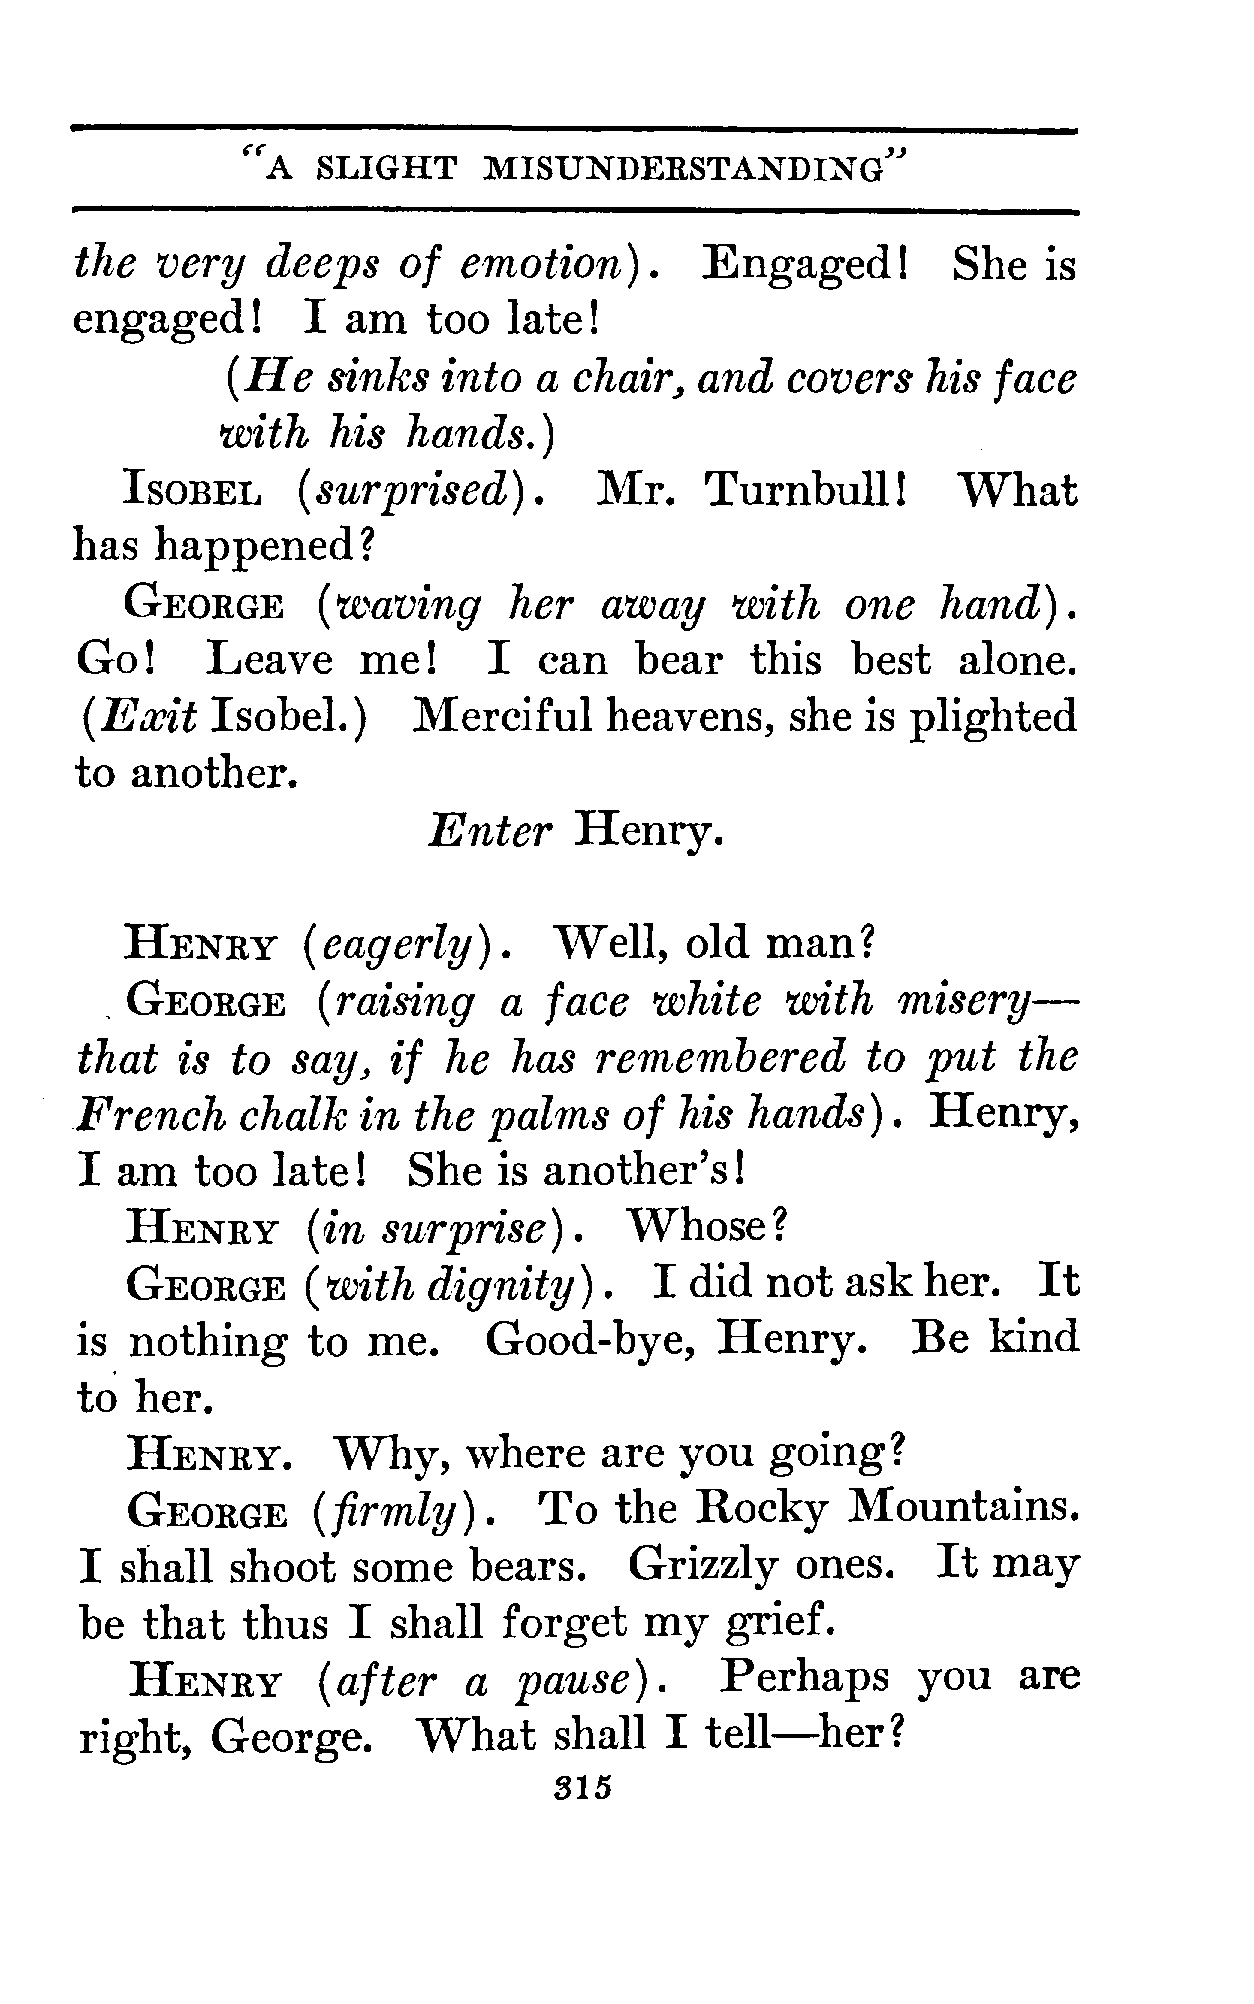 "A SLIGHT MISUNDERSTANDING"
the very deeps of emotion). Engaged! She is
engaged! I am too late!
(He sinks into a chair, and covers his face
with his hands.)
ISOBEL (surprised). Mr. Turnbull! What
has happened?
GEORGE (waving her away with one hand).
Go! Leave me! I can bear this best alone.
(Exit Isobel.) Merciful heavens, she is plighted
to another.
Enter Henry.
HENRY (eagerly). Well, old man?
GEORGE (raising a face white with misery—
that is to say, if he has remembered to put the
French chalk in the palms of his hands). Henry,
I am too late! She is another's!
HENRY (in surprise). Whose?
GEORGE (with dignity). I did not ask her. It
is nothing to me. Good-bye, Henry. Be kind
to her.
HENRY. Why, where are you going?
GEORGE (firmly). To the Rocky Mountains.
I shall shoot some bears. Grizzly ones. It may
be that thus I shall forget my grief.
HENRY (after a pause). Perhaps you are
right, George. What shall I tell—her?
315